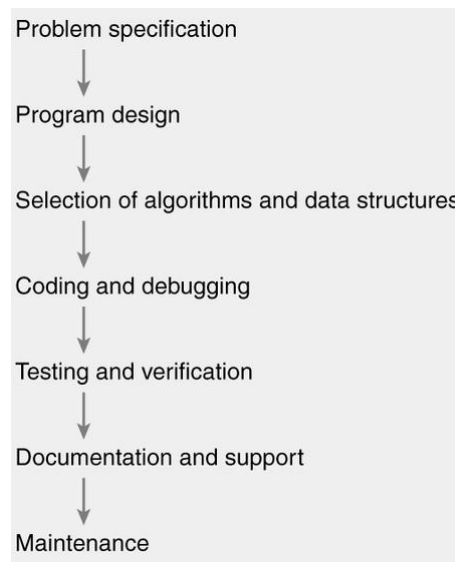 Problem specification
Program design
Selection of algorithms and data structures
Coding and debugging
Testing and verification
Documentation and support
Maintenance